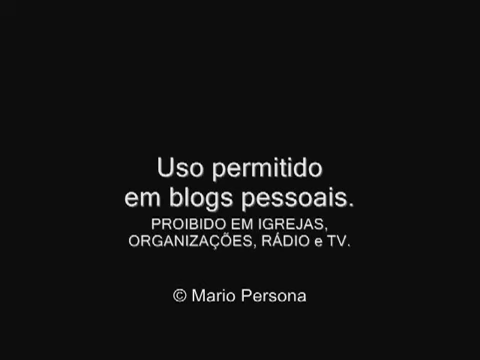 Uso permitido
em blogs pessoais.
PROIBIDO EM IGREJAS,
ORGANIZAÇÕES, RÁDIO e TV.
© Mario Persona